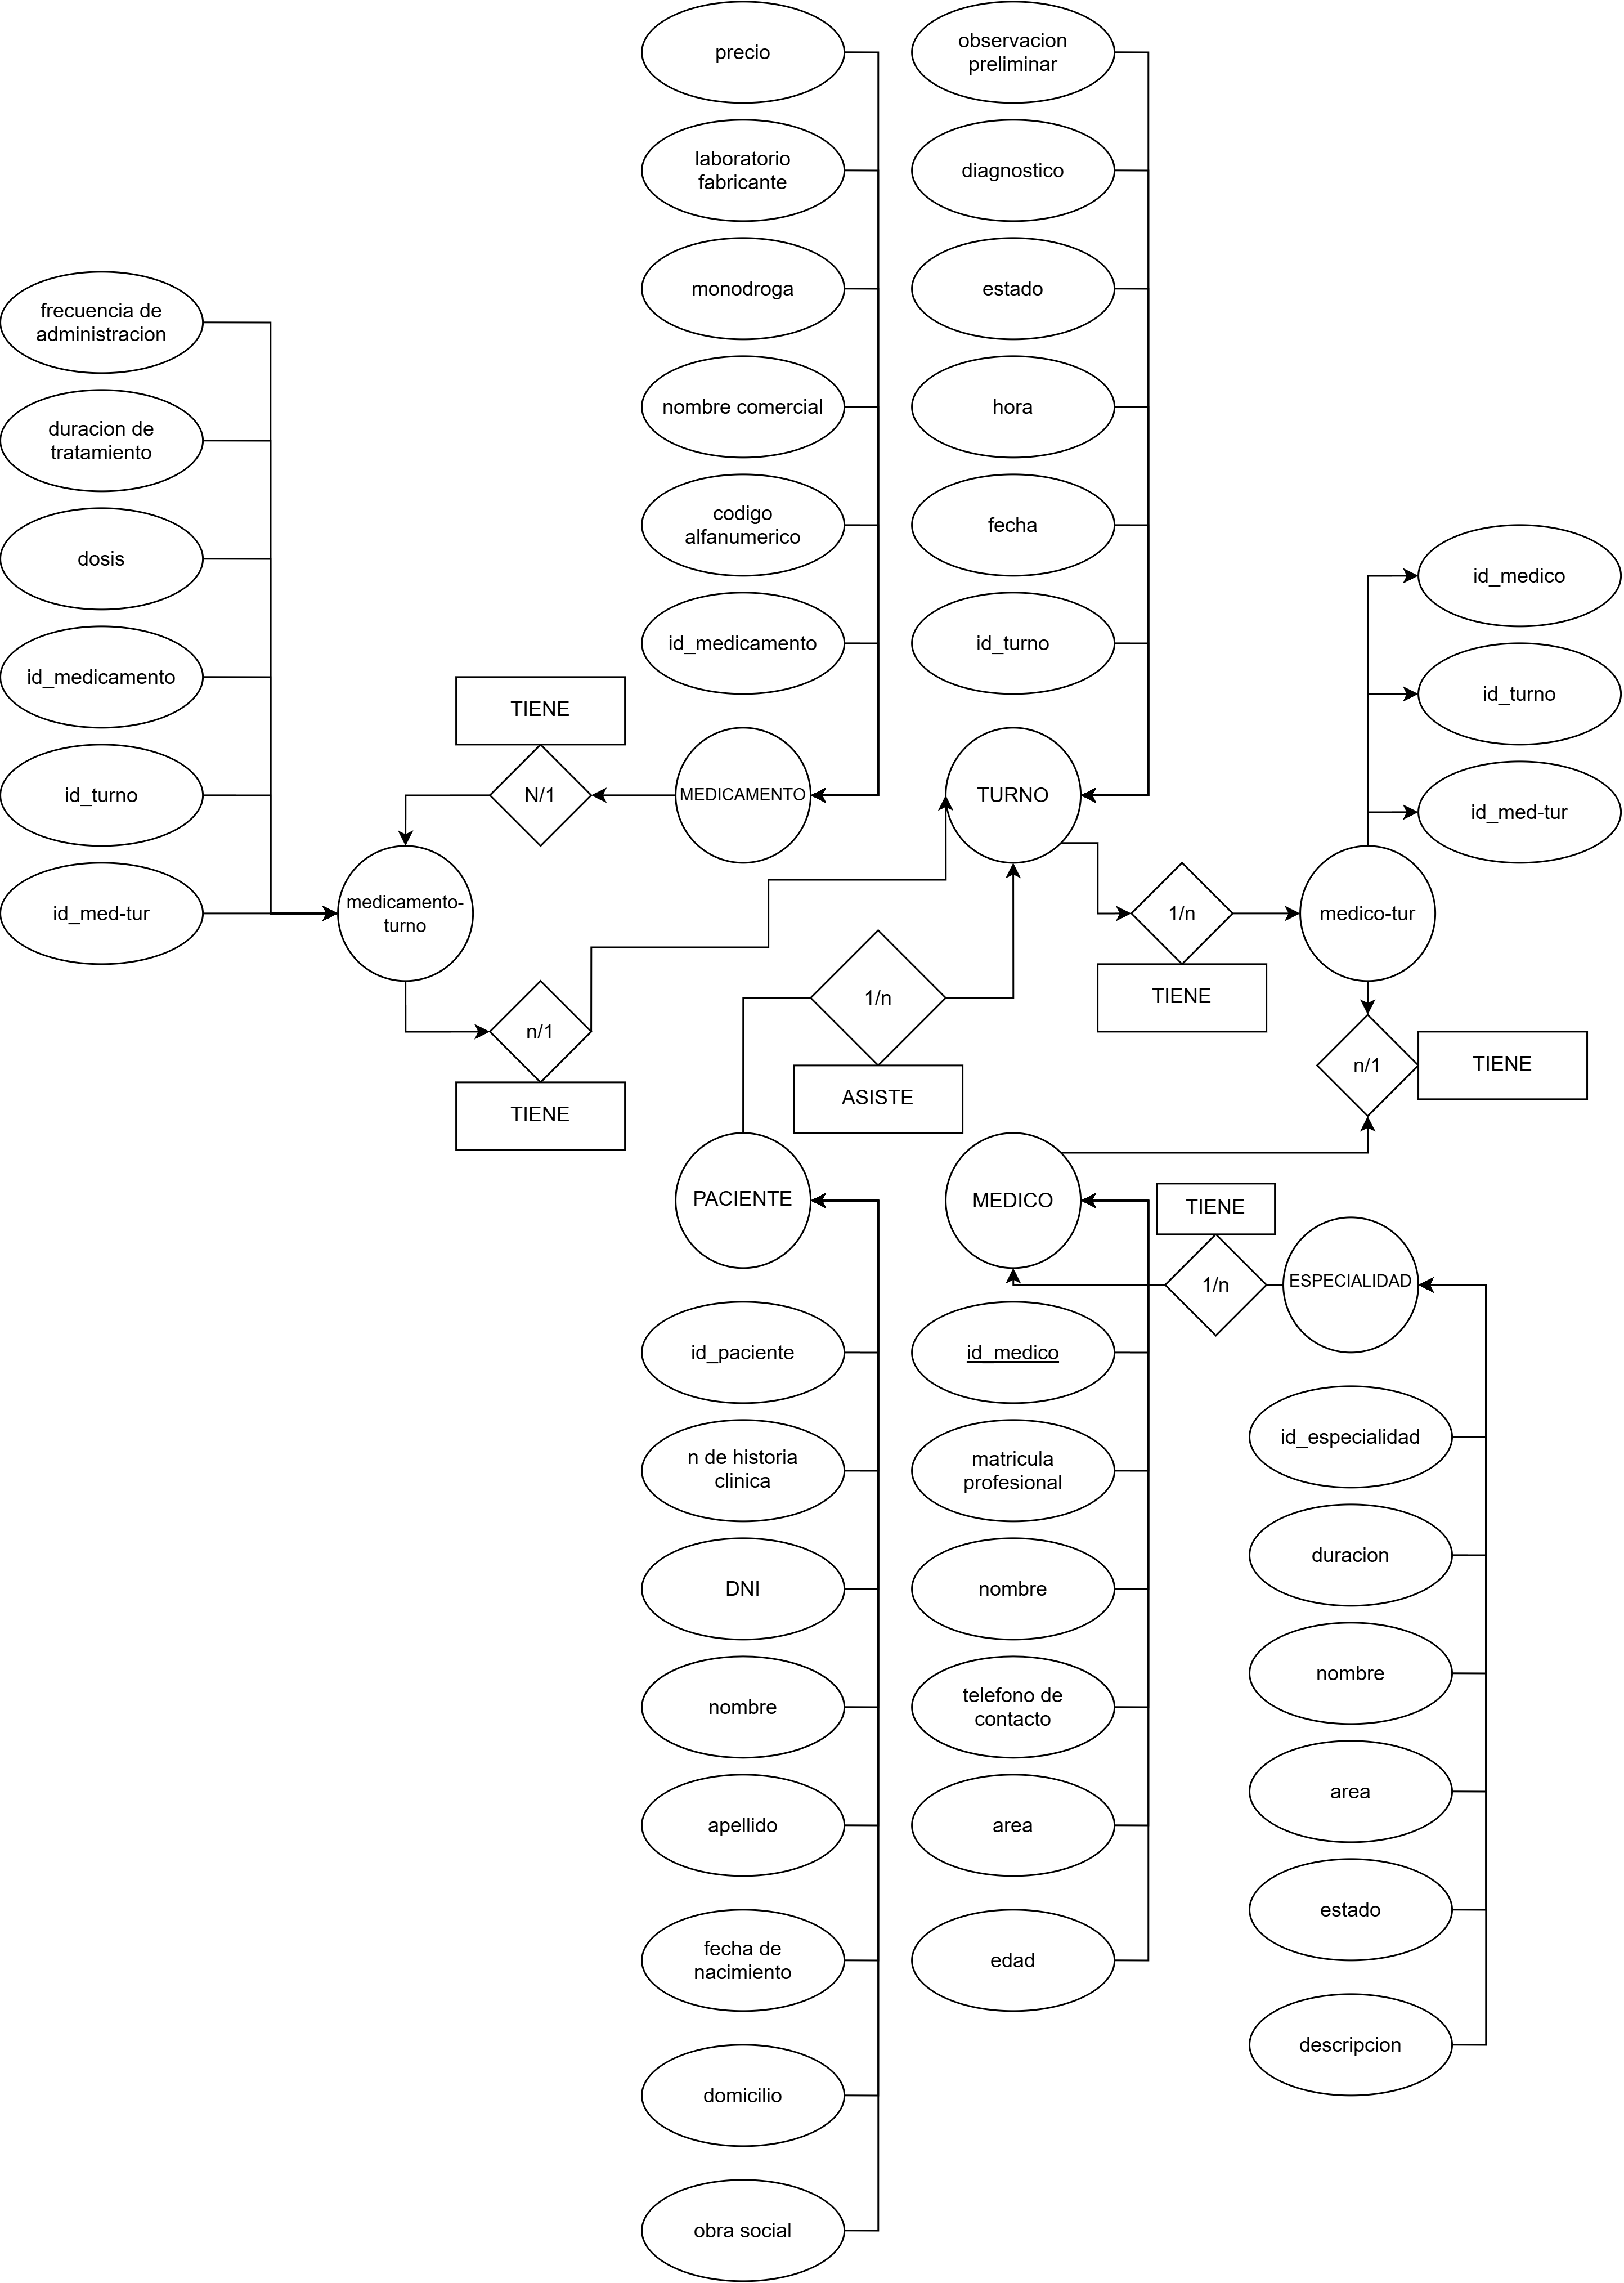 precio
observacion
preliminar
laboratorio
fabricante
diagnostico
monodroga
estado
frecuencia de
administracion
nombre comercial
hora
duracion de
tratamiento
codigo
alfanumerico
fecha
dosis
id_medico
id_medicamento
id_turno
id_medicamento
id_turno
TIENE
id_turno
N/1
MEDICAMENTO
TURNO
id_med-tur
id_med-tur
medicamento-
turno
1/n
medico-tur
1/n
TIENE
n/1
n/1
TIENE
TIENE
ASISTE
PACIENTE
MEDICO
TIENE
1/n
ESPECIALIDAD
id_paciente
id_medico
id_especialidad
n de historia
clinica
matricula
profesional
duracion
DNI
nombre
nombre
nombre
telefono de
contacto
area
apellido
area
estado
fecha de
nacimiento
edad
descripcion
domicilio
obra social